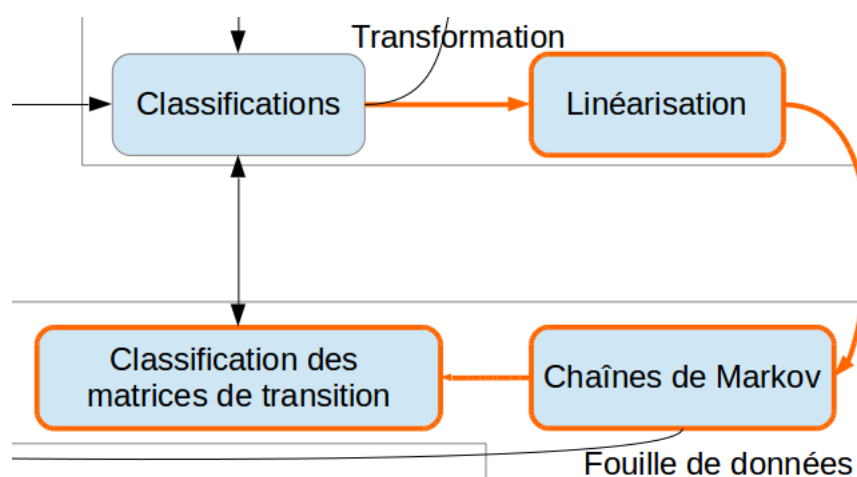 Transformation
Classifications
Linéarisation
Classification des
matrices de transition
Chaînes de Markov
Fouille de données